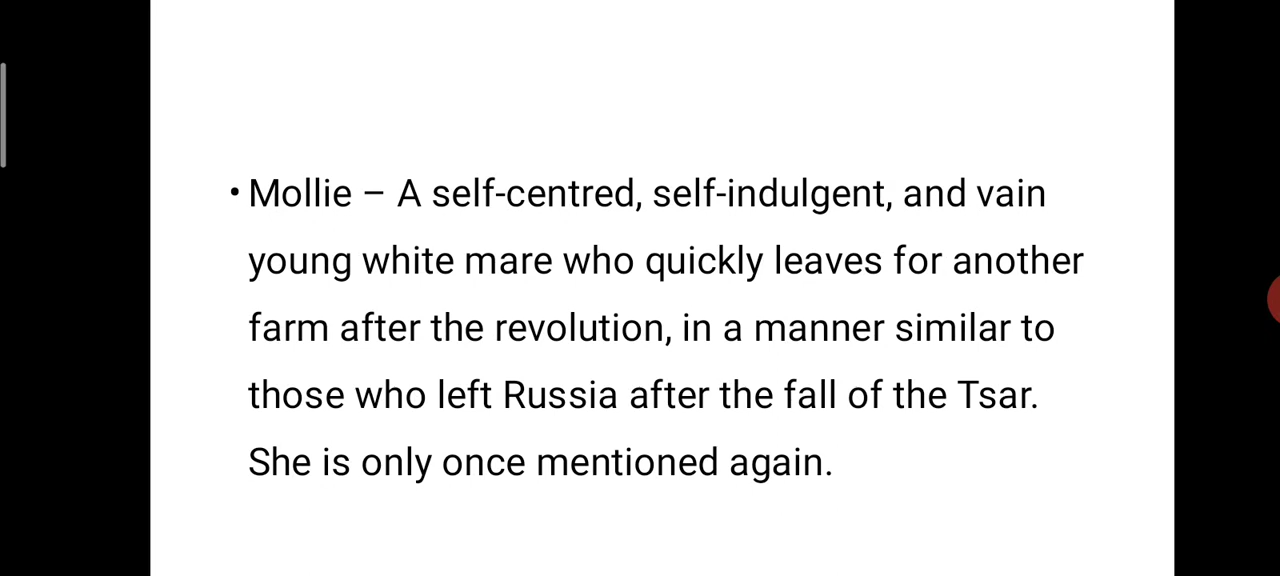 • Mollie – A self-centred, self-indulgent, and vain
young white mare who quickly leaves for another
farm after the revolution, in a manner similar to
those who left Russia after the fall of the Tsar.
She is only once mentioned again.